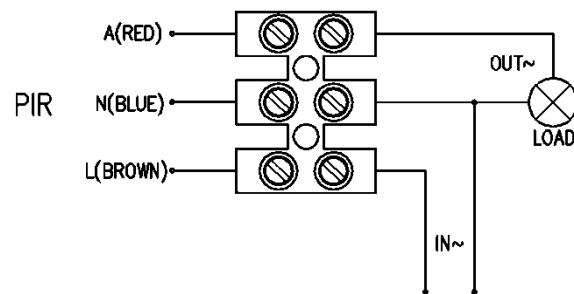 A(RED)
OUT~
PIR
N(BLUE)
LOAD
L(BROWN)
IN~